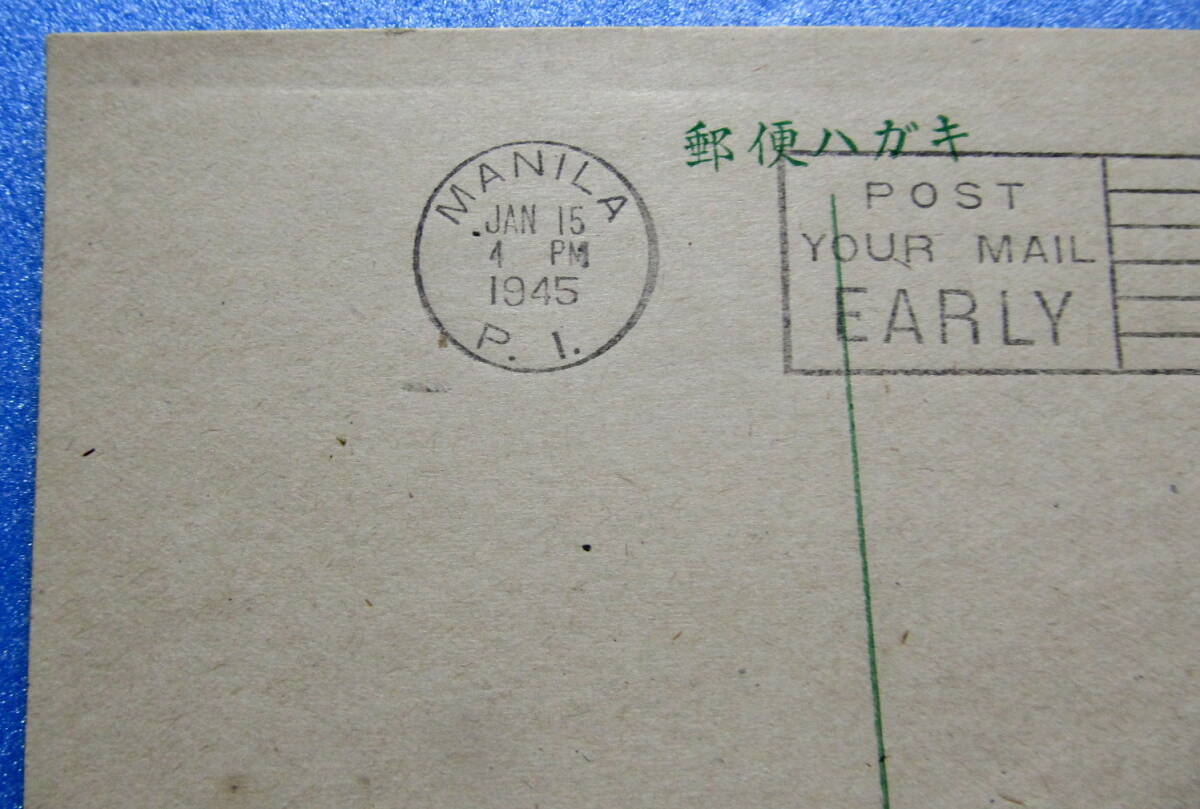 郵便ハガキ
MANILA
JAN 15
4 PM
1945
P. I.
POST
YOUR MAIL
EARLY